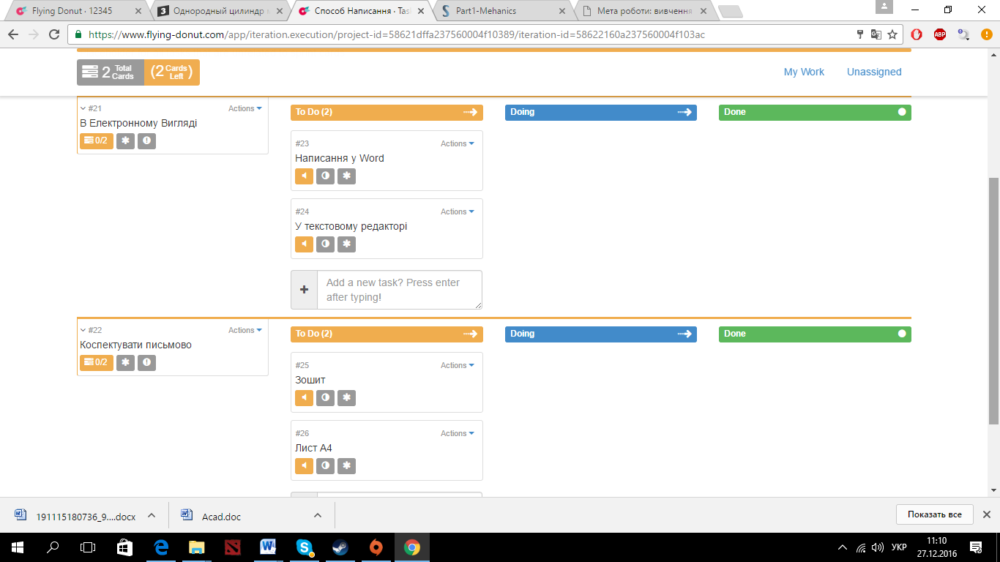 Flying Donut · 12345
Однородный цилиндр м
Способ Написання · Tas
Part1-Mehanics
Мета роботи: вивчення
https://www.flying-donut.com/app/iteration.execution/project-id=58621dffa237560004f10389/iteration-id=58622160a237560004f103ac
ABP
2 Total Cards
(2 Cards Left)
My Work
Unassigned
#21
Actions
В Електронному Вигляді
0/2
To Do (2)
Doing
Done
#23
Actions
Написання у Word
#24
Actions
У текстовому редакторі
Add a new task? Press enter
after typing!
#22
Actions
Коспектувати письмово
0/2
To Do (2)
Doing
Done
#25
Actions
Зошит
#26
Actions
Лист А4
191115180736_9....docx
Acad.doc
Показать все
УКР
11:10
27.12.2016